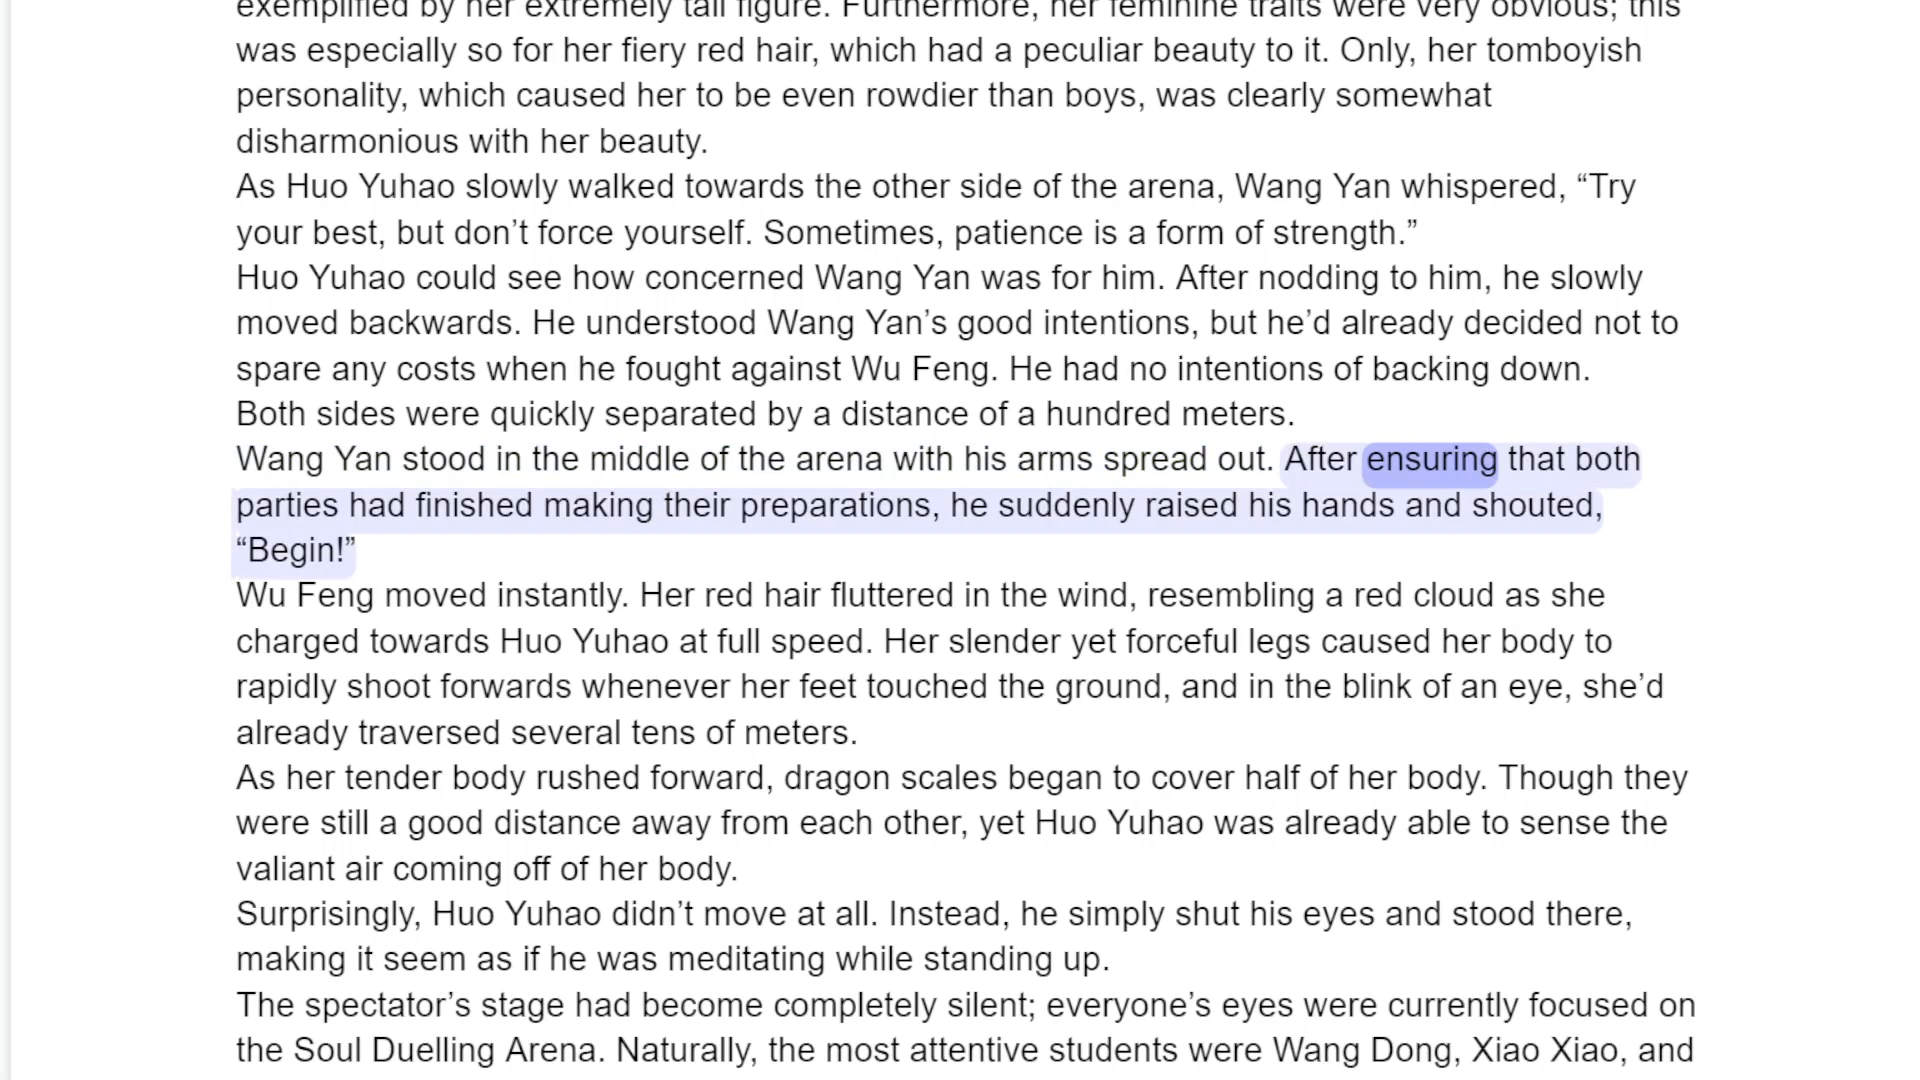 exemplified by her extremely tall figure. Furthermore, her feminine traits were very obvious; this
was especially so for her fiery red hair, which had a peculiar beauty to it. Only, her tomboyish
personality, which caused her to be even rowdier than boys, was clearly somewhat
disharmonious with her beauty.
As Huo Yuhao slowly walked towards the other side of the arena, Wang Yan whispered, “Try
your best, but don’t force yourself. Sometimes, patience is a form of strength.”
Huo Yuhao could see how concerned Wang Yan was for him. After nodding to him, he slowly
moved backwards. He understood Wang Yan’s good intentions, but he’d already decided not to
spare any costs when he fought against Wu Feng. He had no intentions of backing down.
Both sides were quickly separated by a distance of a hundred meters.
Wang Yan stood in the middle of the arena with his arms spread out. After ensuring that both
parties had finished making their preparations, he suddenly raised his hands and shouted,
“Begin!”
Wu Feng moved instantly. Her red hair fluttered in the wind, resembling a red cloud as she
charged towards Huo Yuhao at full speed. Her slender yet forceful legs caused her body to
rapidly shoot forwards whenever her feet touched the ground, and in the blink of an eye, she’d
already traversed several tens of meters.
As her tender body rushed forward, dragon scales began to cover half of her body. Though they
were still a good distance away from each other, yet Huo Yuhao was already able to sense the
valiant air coming off of her body.
Surprisingly, Huo Yuhao didn’t move at all. Instead, he simply shut his eyes and stood there,
making it seem as if he was meditating while standing up.
The spectator’s stage had become completely silent; everyone’s eyes were currently focused on
the Soul Duelling Arena. Naturally, the most attentive students were Wang Dong, Xiao Xiao, and